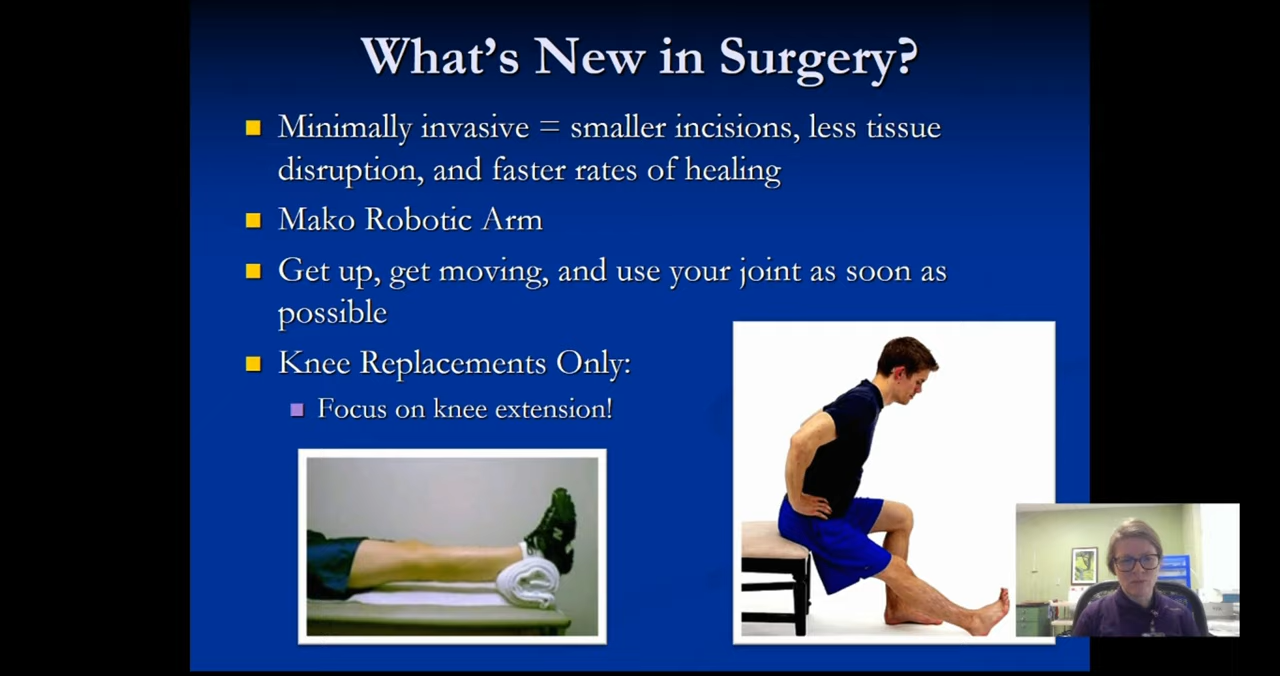 What's New in Surgery?
Minimally invasive = smaller incisions, less tissue
disruption, and faster rates of healing
Mako Robotic Arm
Get up, get moving, and use your joint as soon as
possible
Knee Replacements Only:
Focus on knee extension!